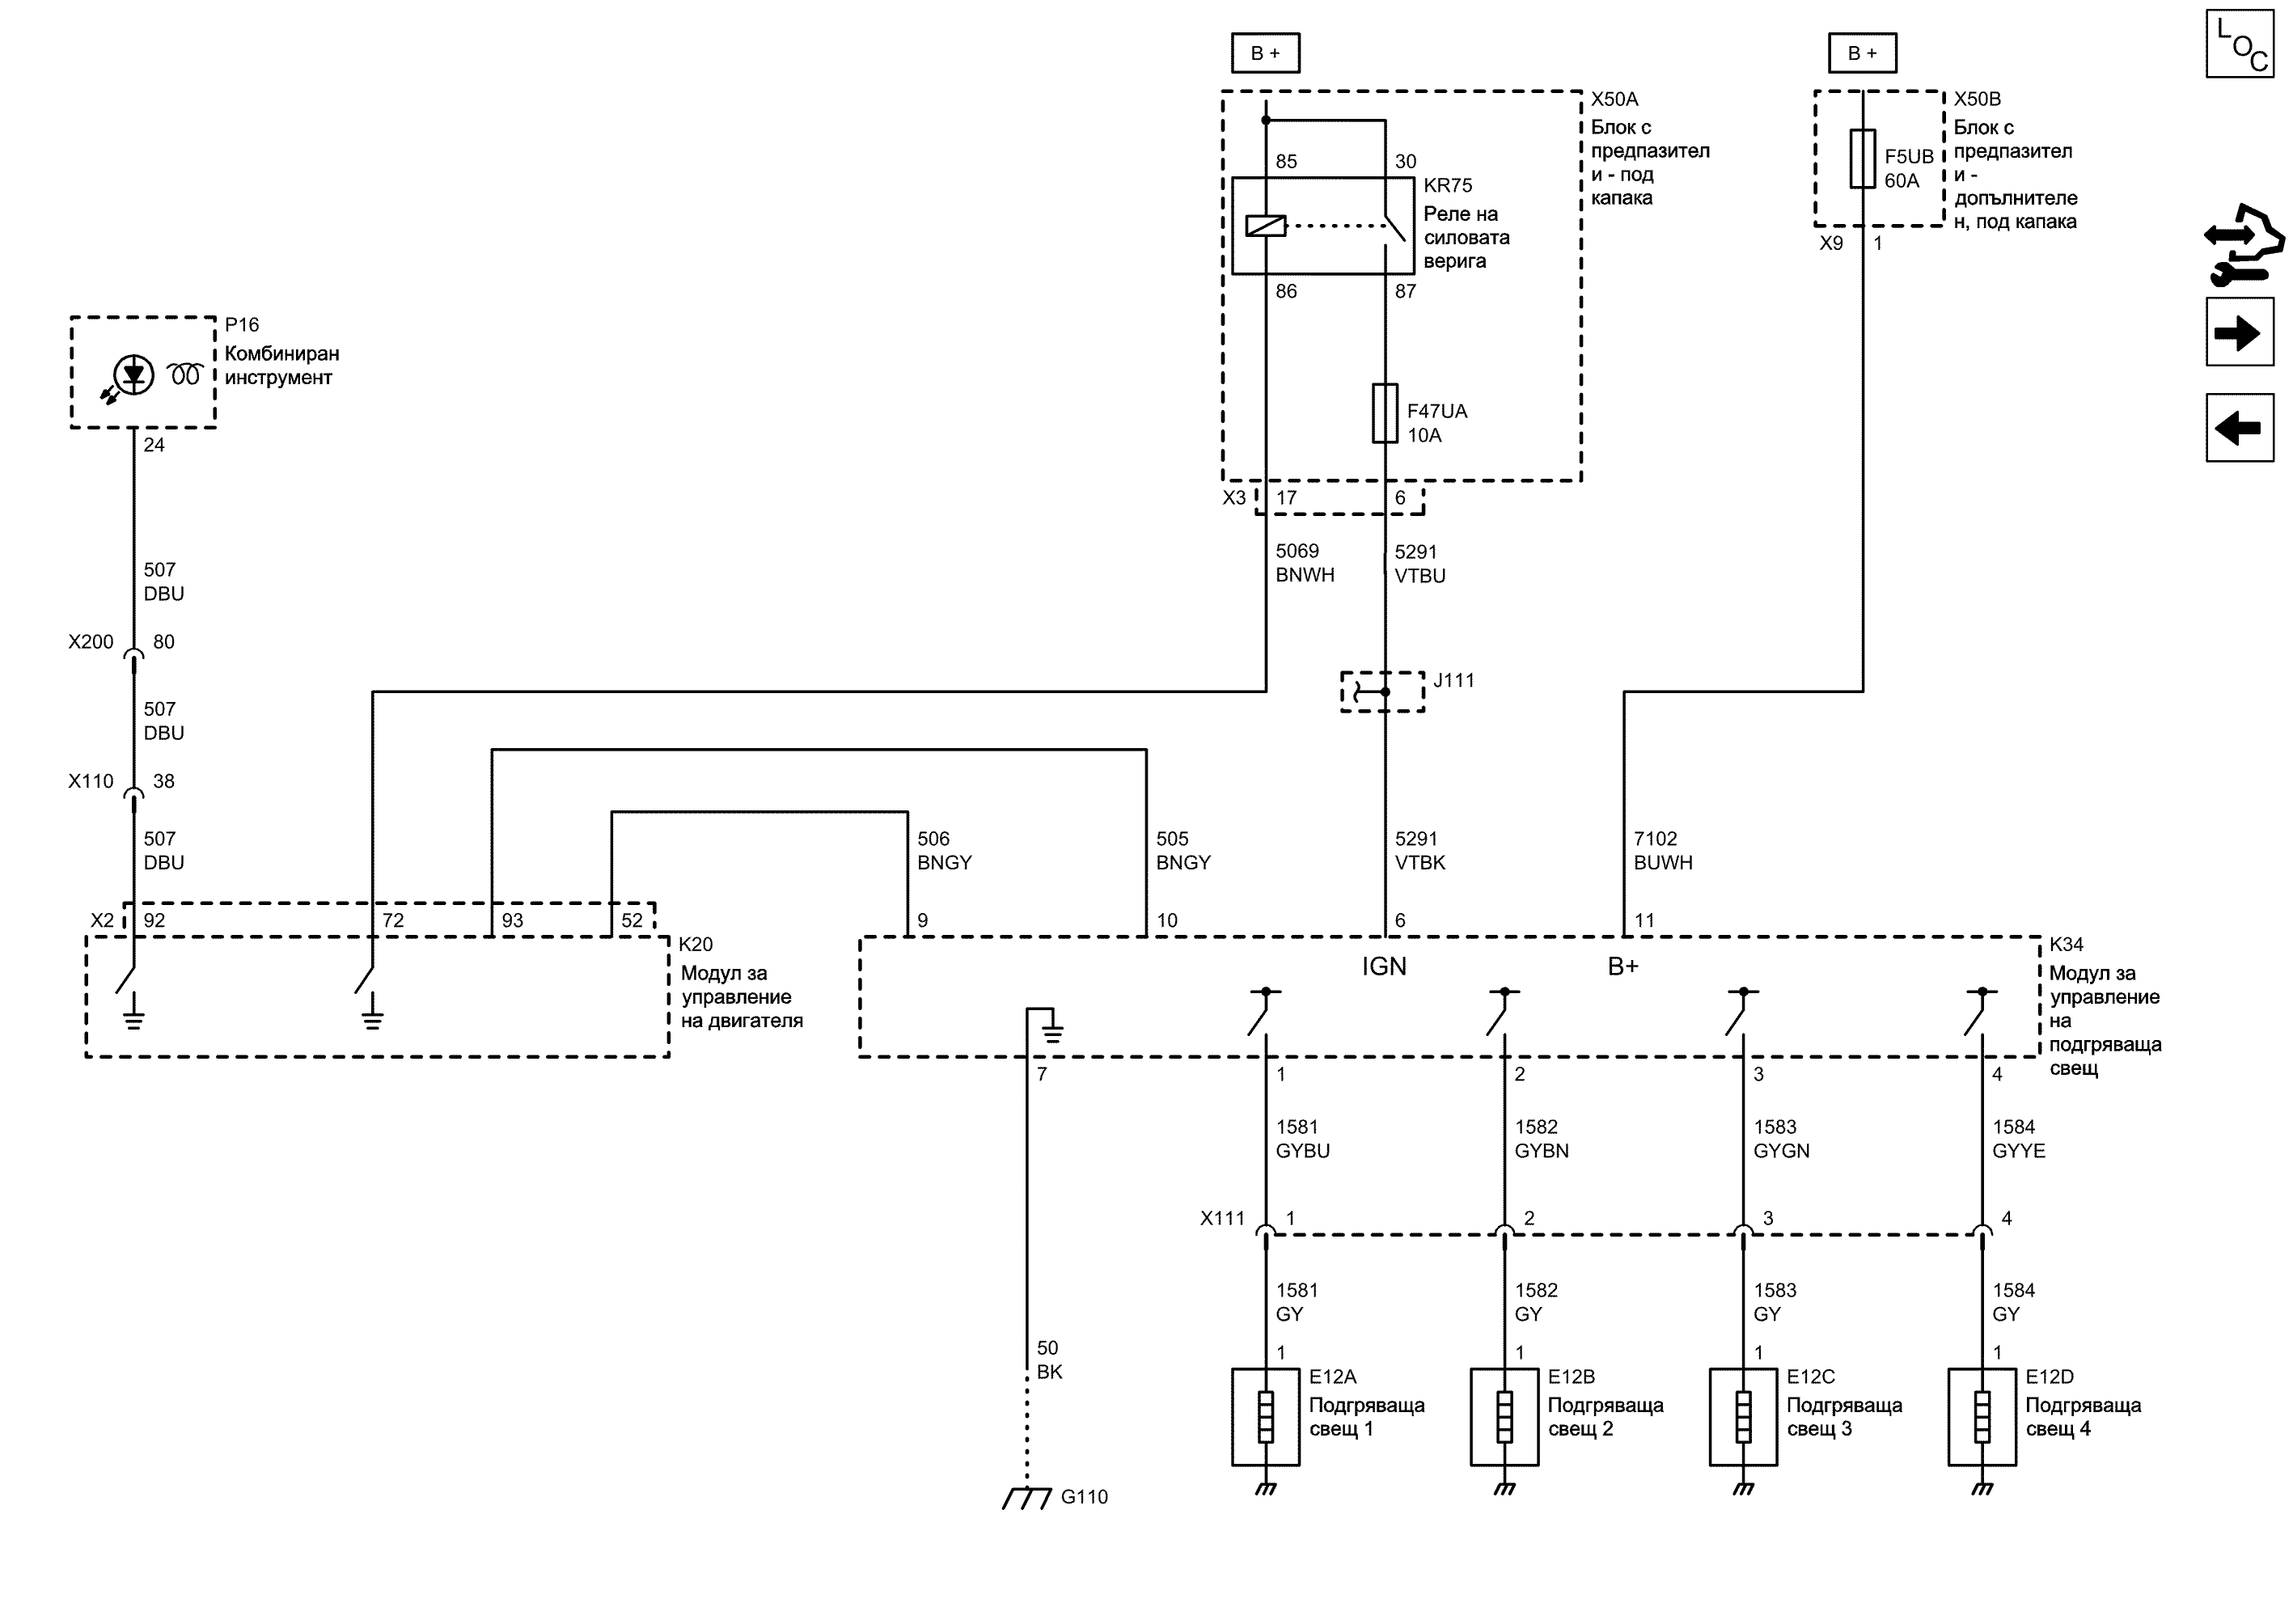 B +
B +
L
O
C
X50A
Блок с
предпазител
и - под
капака
X50B
Блок с
предпазител
и -
допълнителе
н, под капака
F5UB
60A
X9 1
85 30
KR75
Реле на
силовата
верига
86 87
F47UA
10A
X3 17 6
P16
Комбиниран
инструмент
24
507
DBU
5069
BNWH
5291
VTBU
X200 80
J111
507
DBU
X110 38
507
DBU
506
BNGY
505
BNGY
5291
VTBK
7102
BUWH
X2 92 72 93 52
9 10 6 11
K20
Модул за
управление
на двигателя
IGN B+
K34
Модул за
управление
на
подгряваща
свещ
7 1 2 3 4
1581
GYBU
1582
GYBN
1583
GYGN
1584
GYYE
X111 1 2 3 4
1581
GY
1582
GY
1583
GY
1584
GY
50
BK
1 1 1 1
E12A
Подгряваща
свещ 1
E12B
Подгряваща
свещ 2
E12C
Подгряваща
свещ 3
E12D
Подгряваща
свещ 4
G110